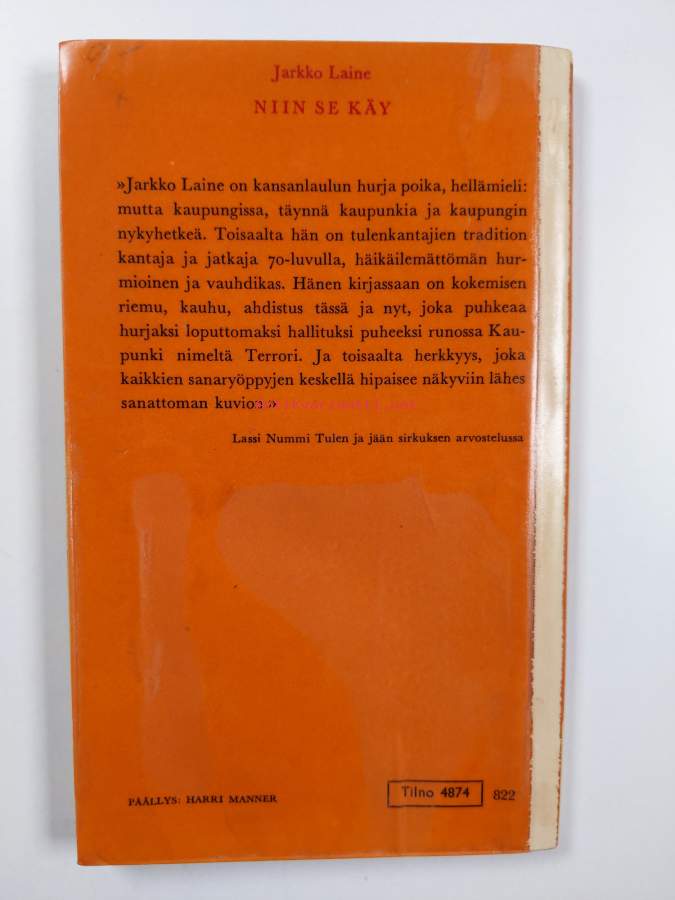 Jarkko Laine
NIIN SE KÄY
»Jarkko Laine on kansanlaulun hurja poika, hellämieli:
mutta kaupungissa, täynnä kaupunkia ja kaupungin
nykyhetkeä. Toisaalta hän on tulenkantajien tradition
kantaja ja jatkaja 70-luvulla, häikäilemättömän hur-
mioinen ja vauhdikas. Hänen kirjassaan on kokemisen
riemu, kauhu, ahdistus tässä ja nyt, joka puhkeaa
hurjaksi loputtomaksi hallituksi puheeksi runossa Kau-
punki nimeltä Terrori. Ja toisaalta herkkyys, joka
kaikkien sanaryöppyjen keskellä hipaisee näkyviin lähes
sanattoman kuvion.»
Lassi Nummi Tulen ja jään sirkuksen arvostelussa
PÄÄLLYS: HARRI MANNER
Tilno 4874 822